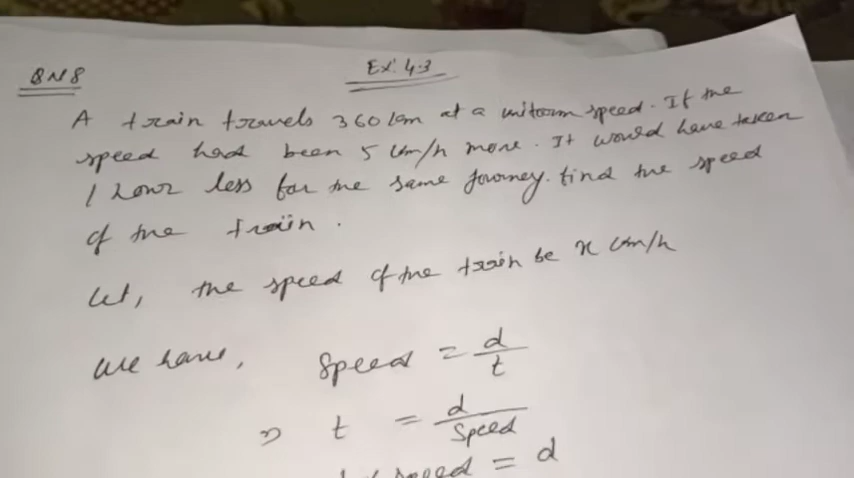 QN8
Ex: 4.3
A train travels 360 km at a uniform speed. If the
speed had been 5 km/h more. It would have taken
1 hour less for the same journey. find the speed
of the train.
Let, the speed of the train be x km/h
We have, Speed = d/t
⇒ t = d/Speed
speed = d